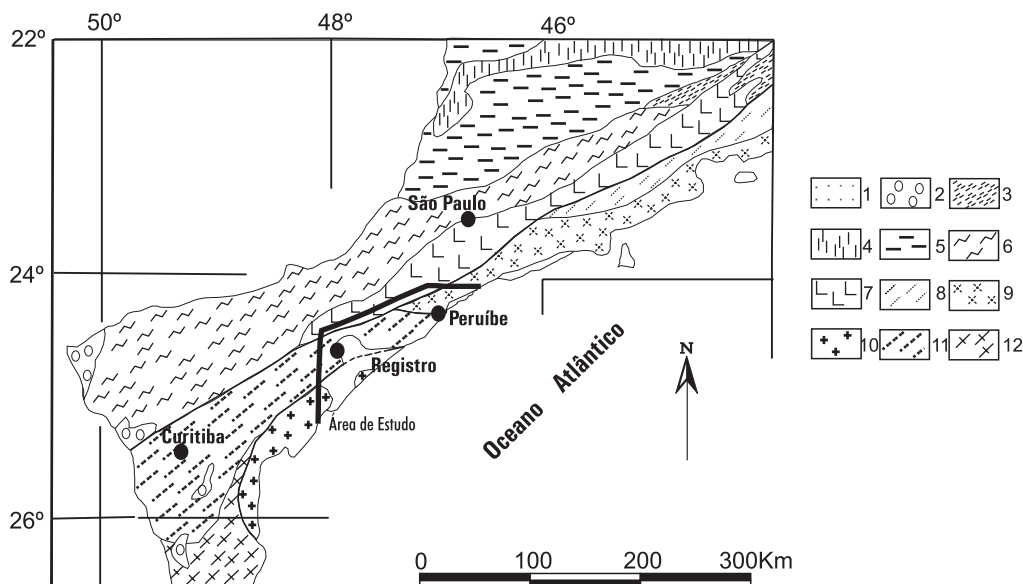 50º 48º 46º
22º
São Paulo
24º
Peruíbe
Registro
Área de Estudo
Curitiba
26º
Oceano Atlântico
N
0 100 200 300Km
1 2 3
4 5 6
7 8 9
10 11 12